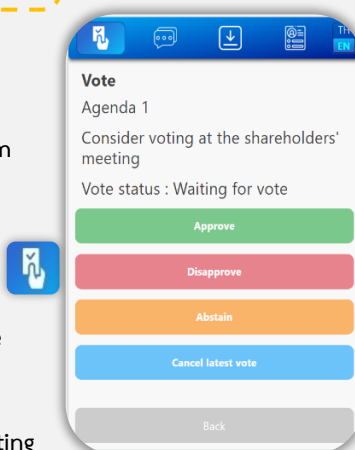 TH
EN
Vote
Agenda 1
Consider voting at the shareholders'
meeting
Vote status : Waiting for vote
Approve
Disapprove
Abstain
Cancel latest vote
Back